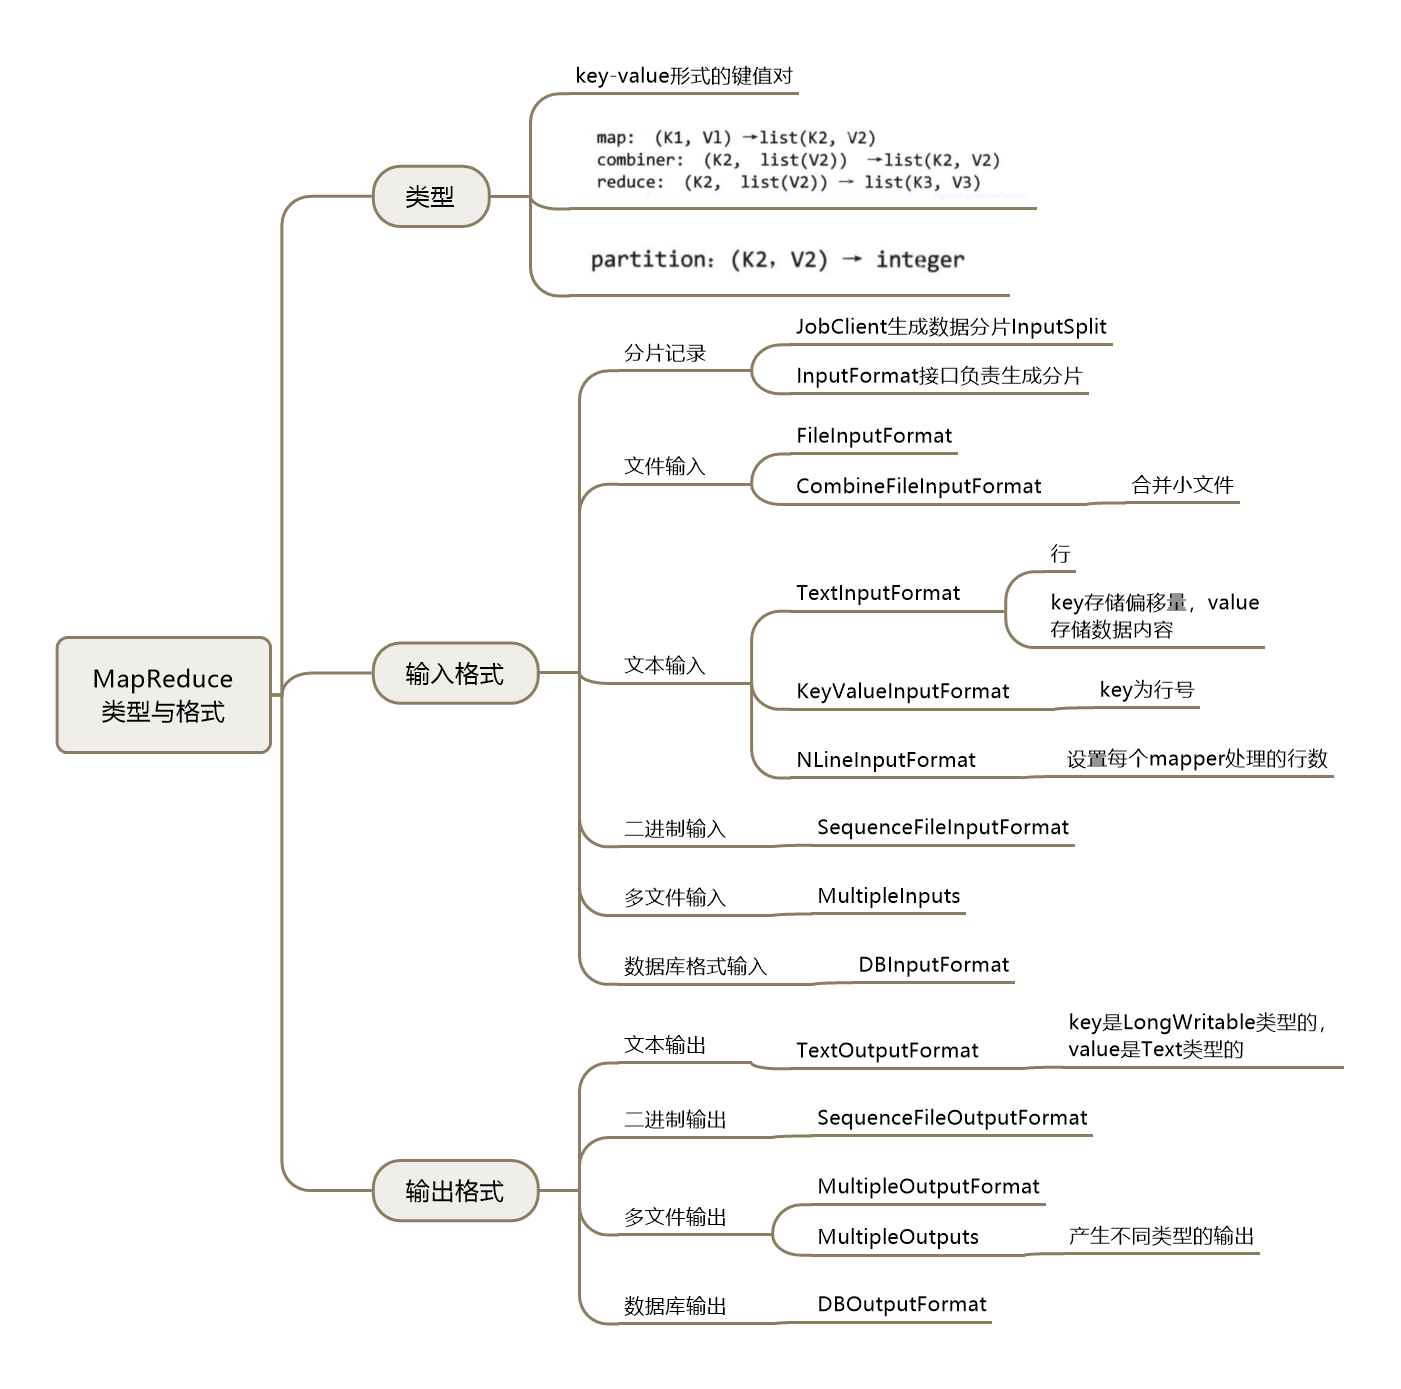 key-value形式的键值对
map: (K1, Vl) →list(K2, V2)
combiner: (K2, list(V2)) →list(K2, V2)
reduce: (K2, list(V2)) → list(K3, V3)
类型
partition: (K2, V2) → integer
JobClient生成数据分片InputSplit
分片记录
InputFormat接口负责生成分片
FileInputFormat
文件输入
CombineFileInputFormat
合并小文件
行
TextInputFormat
key存储偏移量，value
存储数据内容
文本输入
输入格式
MapReduce
类型与格式
KeyValueInputFormat
key为行号
NLineInputFormat
设置每个mapper处理的行数
二进制输入
SequenceFileInputFormat
多文件输入
MultipleInputs
数据库格式输入
DBInputFormat
文本输出
TextOutputFormat
key是LongWritable类型的，
value是Text类型的
二进制输出
SequenceFileOutputFormat
输出格式
MultipleOutputFormat
多文件输出
MultipleOutputs
产生不同类型的输出
数据库输出
DBOutputFormat